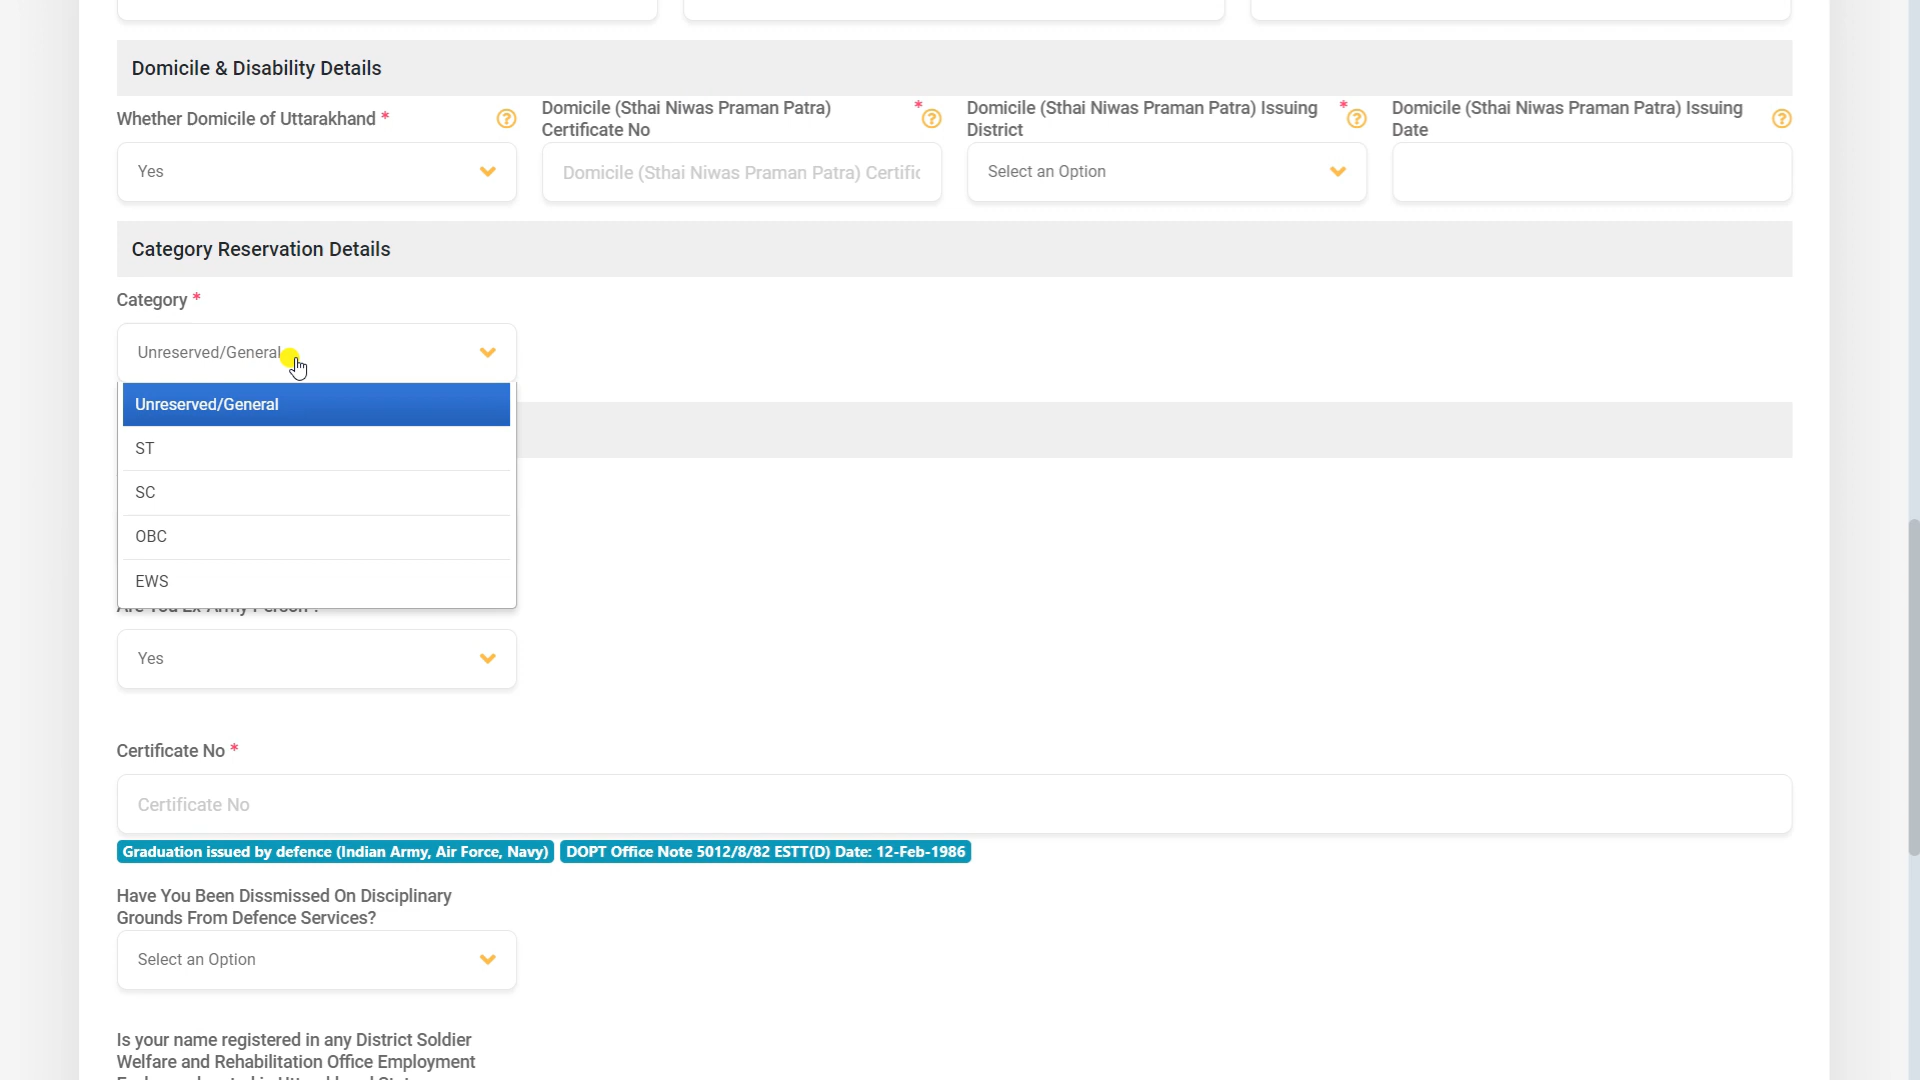 Domicile & Disability Details
Whether Domicile of Uttarakhand *
Domicile (Sthai Niwas Praman Patra) Certificate No *
Domicile (Sthai Niwas Praman Patra) Issuing District *
Domicile (Sthai Niwas Praman Patra) Issuing Date
Yes
Domicile (Sthai Niwas Praman Patra) Certific
Select an Option
Category Reservation Details
Category *
Unreserved/General
Unreserved/General
ST
SC
OBC
EWS
Yes
Certificate No *
Certificate No
Graduation issued by defence (Indian Army, Air Force, Navy) DOPT Office Note 5012/8/82 ESTT(D) Date: 12-Feb-1986
Have You Been Dissmissed On Disciplinary
Grounds From Defence Services?
Select an Option
Is your name registered in any District Soldier
Welfare and Rehabilitation Office Employment